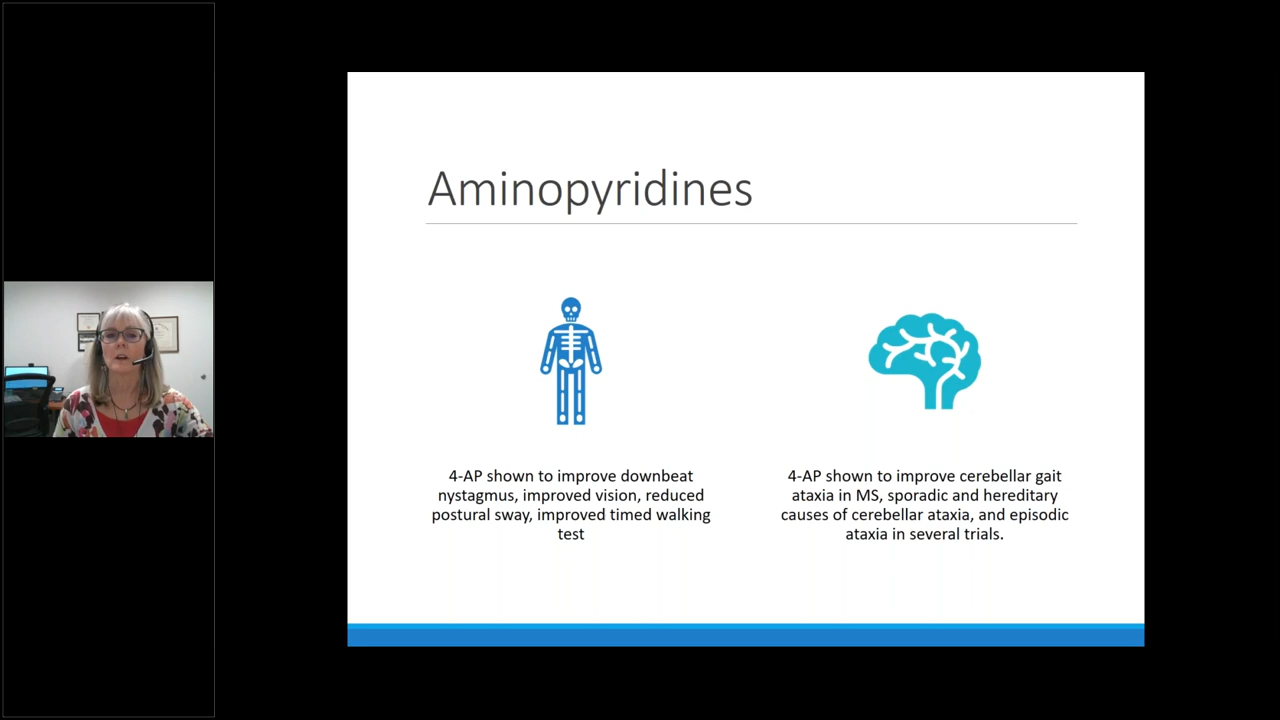 Aminopyridines
4-AP shown to improve downbeat
nystagmus, improved vision, reduced
postural sway, improved timed walking
test
4-AP shown to improve cerebellar gait
ataxia in MS, sporadic and hereditary
causes of cerebellar ataxia, and episodic
ataxia in several trials.